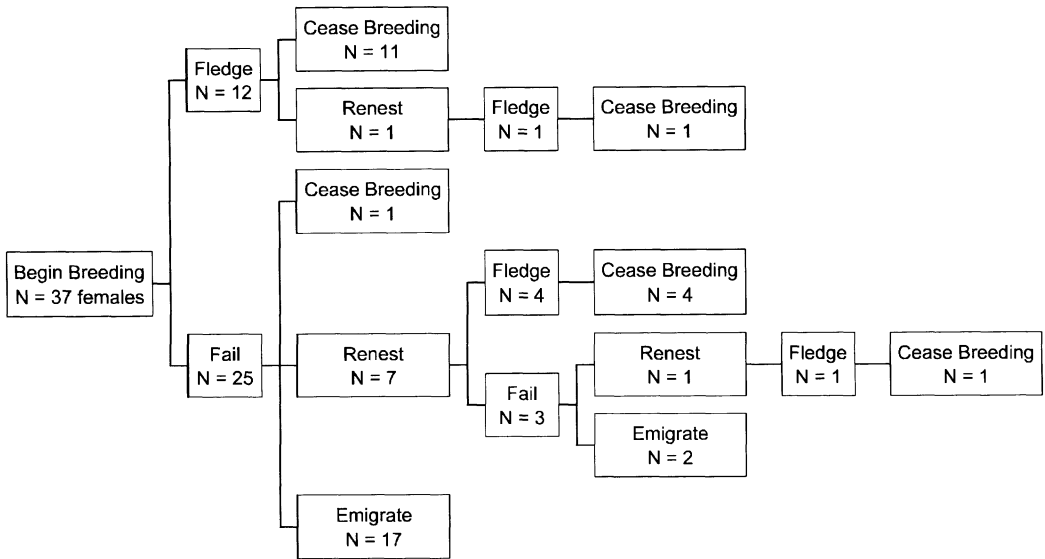 Cease Breeding
N = 11
Fledge
N = 12
Renest
N = 1
Fledge
N = 1
Cease Breeding
N = 1
Cease Breeding
N = 1
Begin Breeding
N = 37 females
Fledge
N = 4
Cease Breeding
N = 4
Fail
N = 25
Renest
N = 7
Renest
N = 1
Fledge
N = 1
Cease Breeding
N = 1
Fail
N = 3
Emigrate
N = 2
Emigrate
N = 17